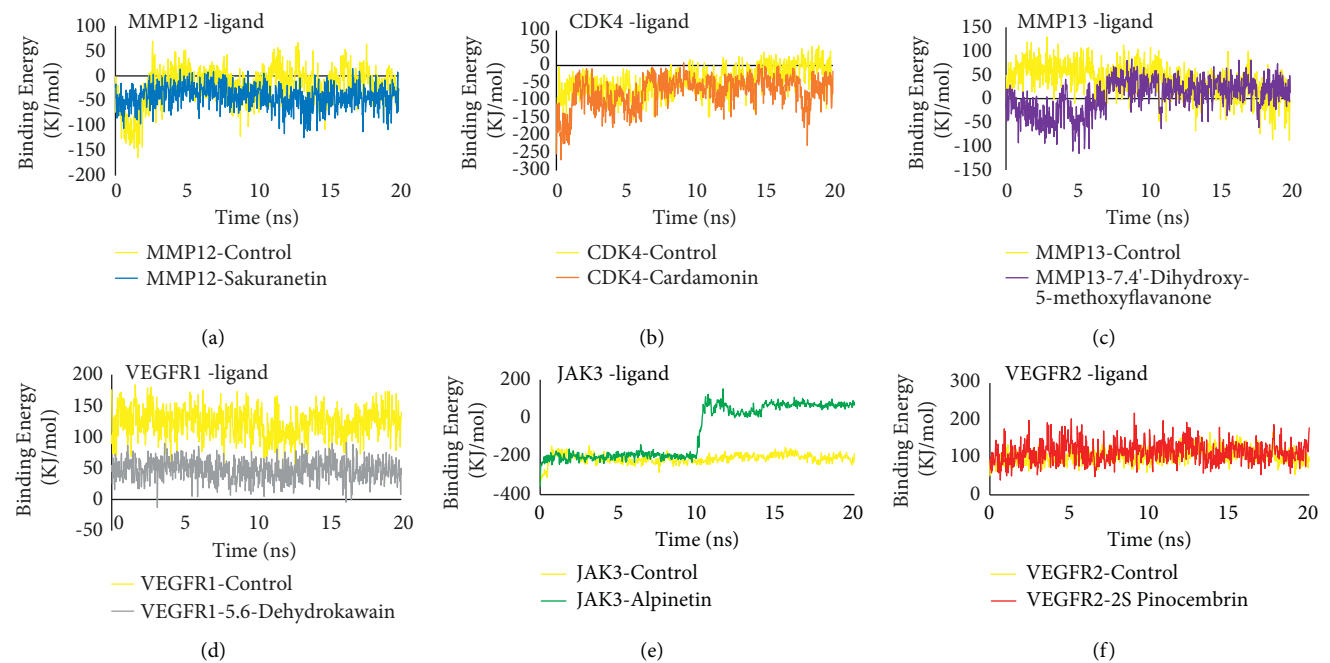 MMP12 -ligand
Binding Energy
(KJ/mol)
100
50
0
-50
-100
-150
-200
0 5 10 15 20
Time (ns)
MMP12-Control
MMP12-Sakuranetin
(a)
CDK4 -ligand
Binding Energy
(KJ/mol)
100
50
0
-50
-100
-150
-200
-250
-300
0 5 10 15 20
Time (ns)
CDK4-Control
CDK4-Cardamonin
(b)
MMP13 -ligand
Binding Energy
(KJ/mol)
150
100
50
0
-50
-100
150
0 5 10 15 20
Time (ns)
MMP13-Control
MMP13-7.4'-Dihydroxy-
5-methoxyflavanone
(c)
VEGFR1 -ligand
Binding Energy
(KJ/mol)
200
150
100
50
0
-50
0 5 10 15 20
Time (ns)
VEGFR1-Control
VEGFR1-5.6-Dehydrokawain
(d)
JAK3 -ligand
Binding Energy
(KJ/mol)
200
0
-200
-400
0 5 10 15 20
Time (ns)
JAK3-Control
JAK3-Alpinetin
(e)
VEGFR2 -ligand
Binding Energy
(KJ/mol)
300
200
100
0
0 5 10 15 20
Time (ns)
VEGFR2-Control
VEGFR2-2S Pinocembrin
(f)